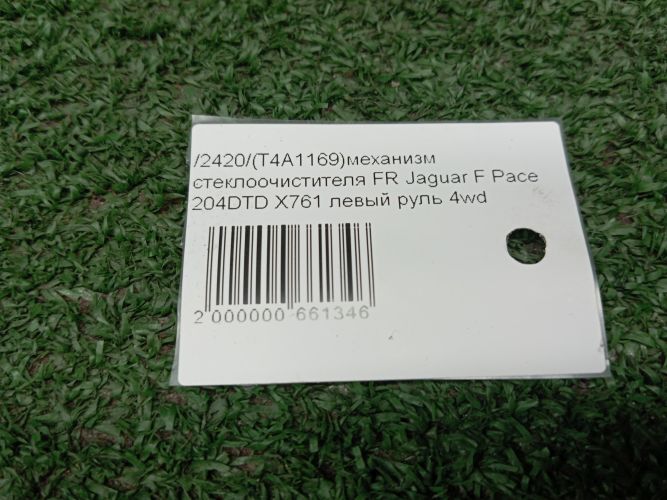 /2420/(T4A1169)механизм
стеклоочистителя FR Jaguar F Pace
204DTD X761 левый руль 4wd
2 000000 661346